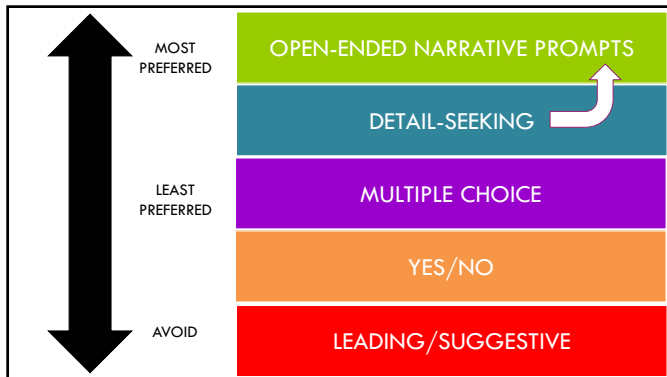 MOST
PREFERRED
OPEN-ENDED NARRATIVE PROMPTS
DETAIL-SEEKING
LEAST
PREFERRED
MULTIPLE CHOICE
YES/NO
AVOID
LEADING/SUGGESTIVE